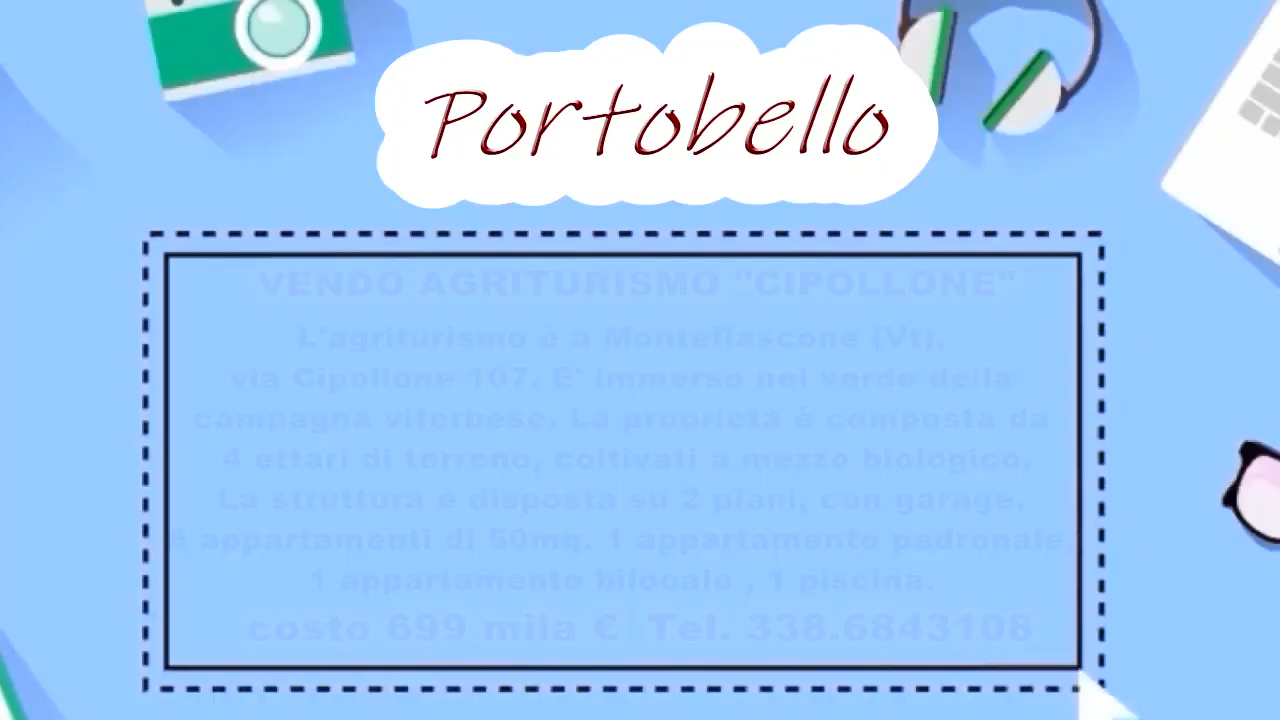 Portobello
VENDO AGRITURISMO "CIPOLLONE"
L'agriturismo è a Montefiascone (Vt),
via Cipollone 107. E' immerso nel verde della
campagna viterbese. La proprietà è composta da
4 ettari di terreno, coltivati a mezzo biologico.
La struttura e disposta su 2 piani, con garage,
6 appartamenti di 50mq. 1 appartamento padronale,
1 appartamento bilocale , 1 piscina.
costo 699 mila € Tel. 338.6843108